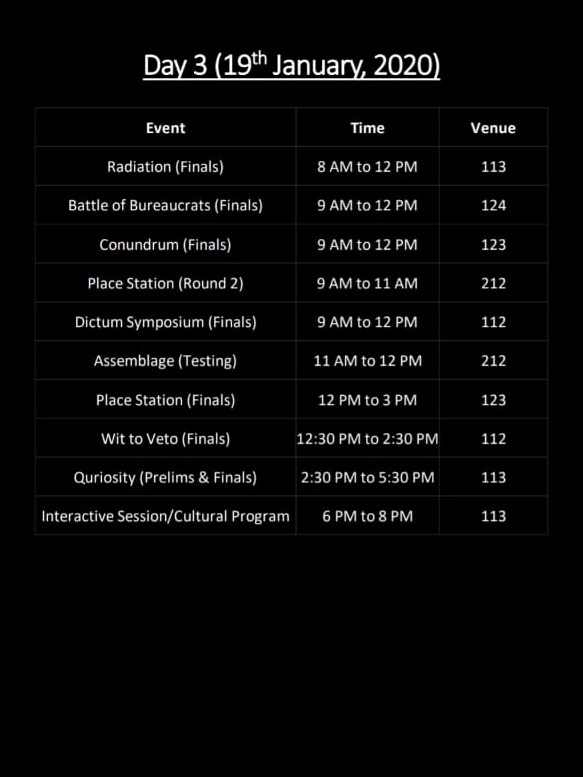 Day 3 (19th January, 2020)
Event Time Venue
Radiation (Finals) 8 AM to 12 PM 113
Battle of Bureaucrats (Finals) 9 AM to 12 PM 124
Conundrum (Finals) 9 AM to 12 PM 123
Place Station (Round 2) 9 AM to 11 AM 212
Dictum Symposium (Finals) 9 AM to 12 PM 112
Assemblage (Testing) 11 AM to 12 PM 212
Place Station (Finals) 12 PM to 3 PM 123
Wit to Veto (Finals) 12:30 PM to 2:30 PM 112
Quriosity (Prelims & Finals) 2:30 PM to 5:30 PM 113
Interactive Session/Cultural Program 6 PM to 8 PM 113